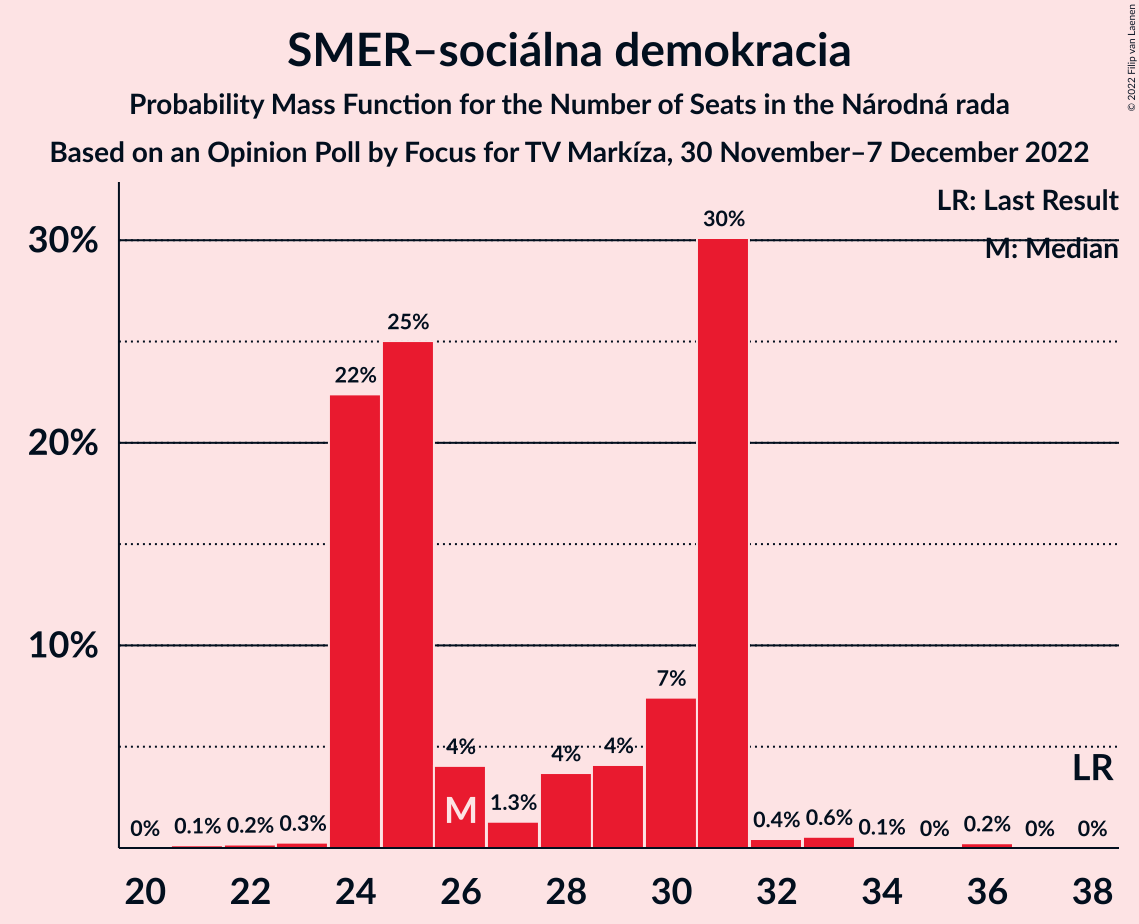 SMER–sociálna demokracia
Probability Mass Function for the Number of Seats in the Národná rada
Based on an Opinion Poll by Focus for TV Markíza, 30 November–7 December 2022
© 2022 Filip van Laenen
LR: Last Result
M: Median
30%
20%
10%
0%
0.1%
0.2%
0.3%
22%
25%
4%
1.3%
4%
4%
7%
30%
0.4%
0.6%
0.1%
0%
0.2%
0%
0%
M
LR
20 22 24 26 28 30 32 34 36 38